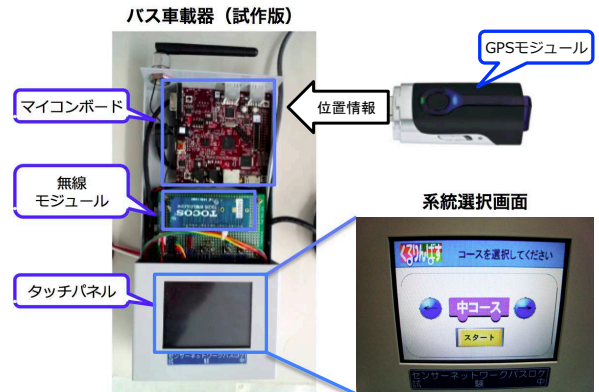 バス車載器（試作版）
GPSモジュール
マイコンボード
位置情報
無線
モジュール
TOCOS
系統選択画面
くるりんばす
コースを選択してください
中コース
スタート
タッチパネル
センサーネットワークバスロケ
試験中